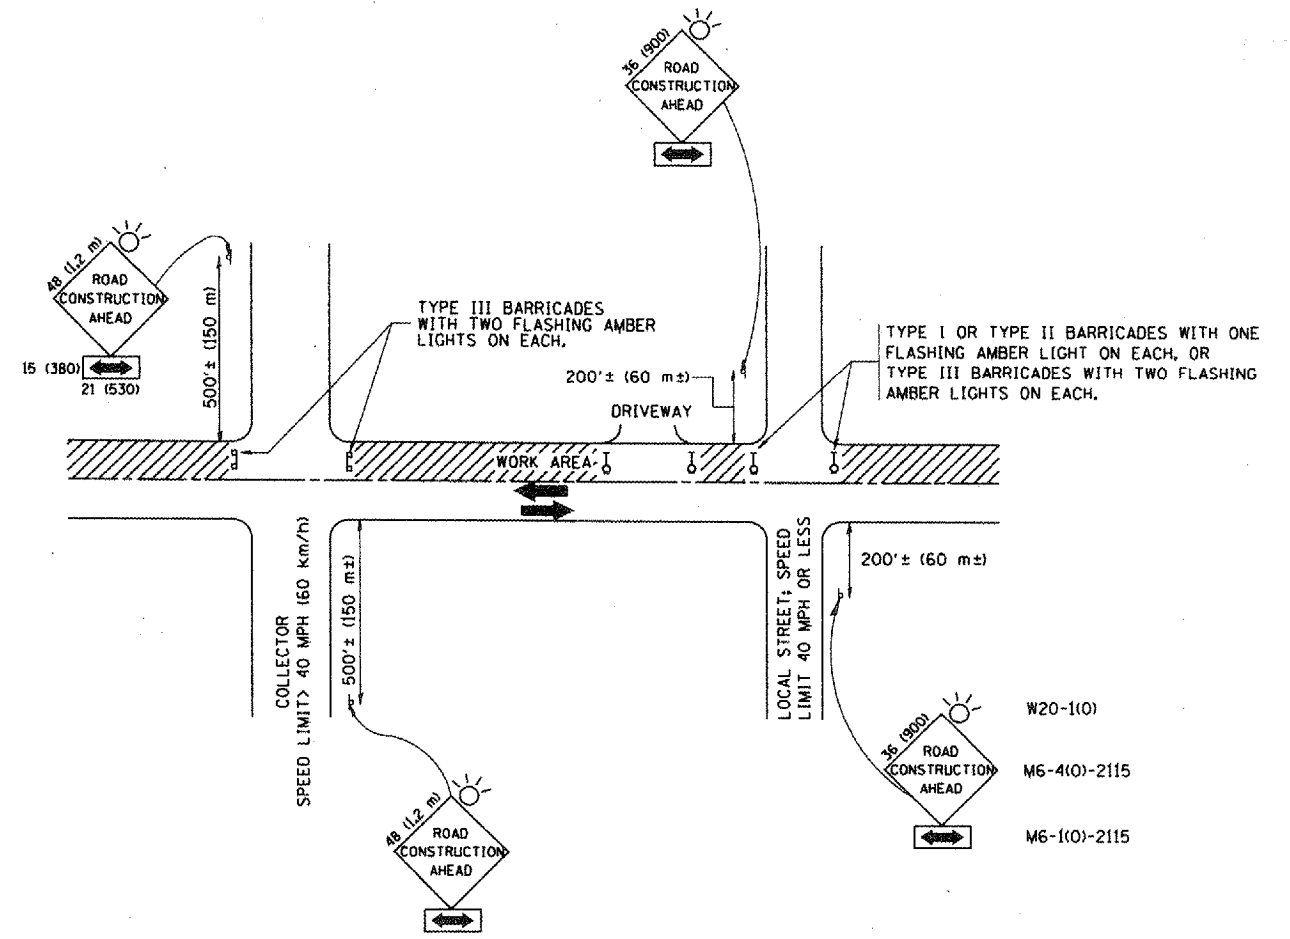 36 (900)
ROAD
CONSTRUCTION
AHEAD
48 (1.2 m)
ROAD
CONSTRUCTION
AHEAD
15 (380)
21 (530)
500'± (150 m)
TYPE III BARRICADES
WITH TWO FLASHING AMBER
LIGHTS ON EACH.
200'± (60 m±)
DRIVEWAY
TYPE I OR TYPE II BARRICADES WITH ONE
FLASHING AMBER LIGHT ON EACH, OR
TYPE III BARRICADES WITH TWO FLASHING
AMBER LIGHTS ON EACH.
WORK AREA
COLLECTOR
SPEED LIMIT> 40 MPH (60 km/h)
500'± (150 m±)
LOCAL STREET; SPEED
LIMIT 40 MPH OR LESS
200'± (60 m±)
36 (900)
ROAD
CONSTRUCTION
AHEAD
W20-1(O)
M6-4(O)-2115
M6-1(O)-2115
48 (1.2 m)
ROAD
CONSTRUCTION
AHEAD